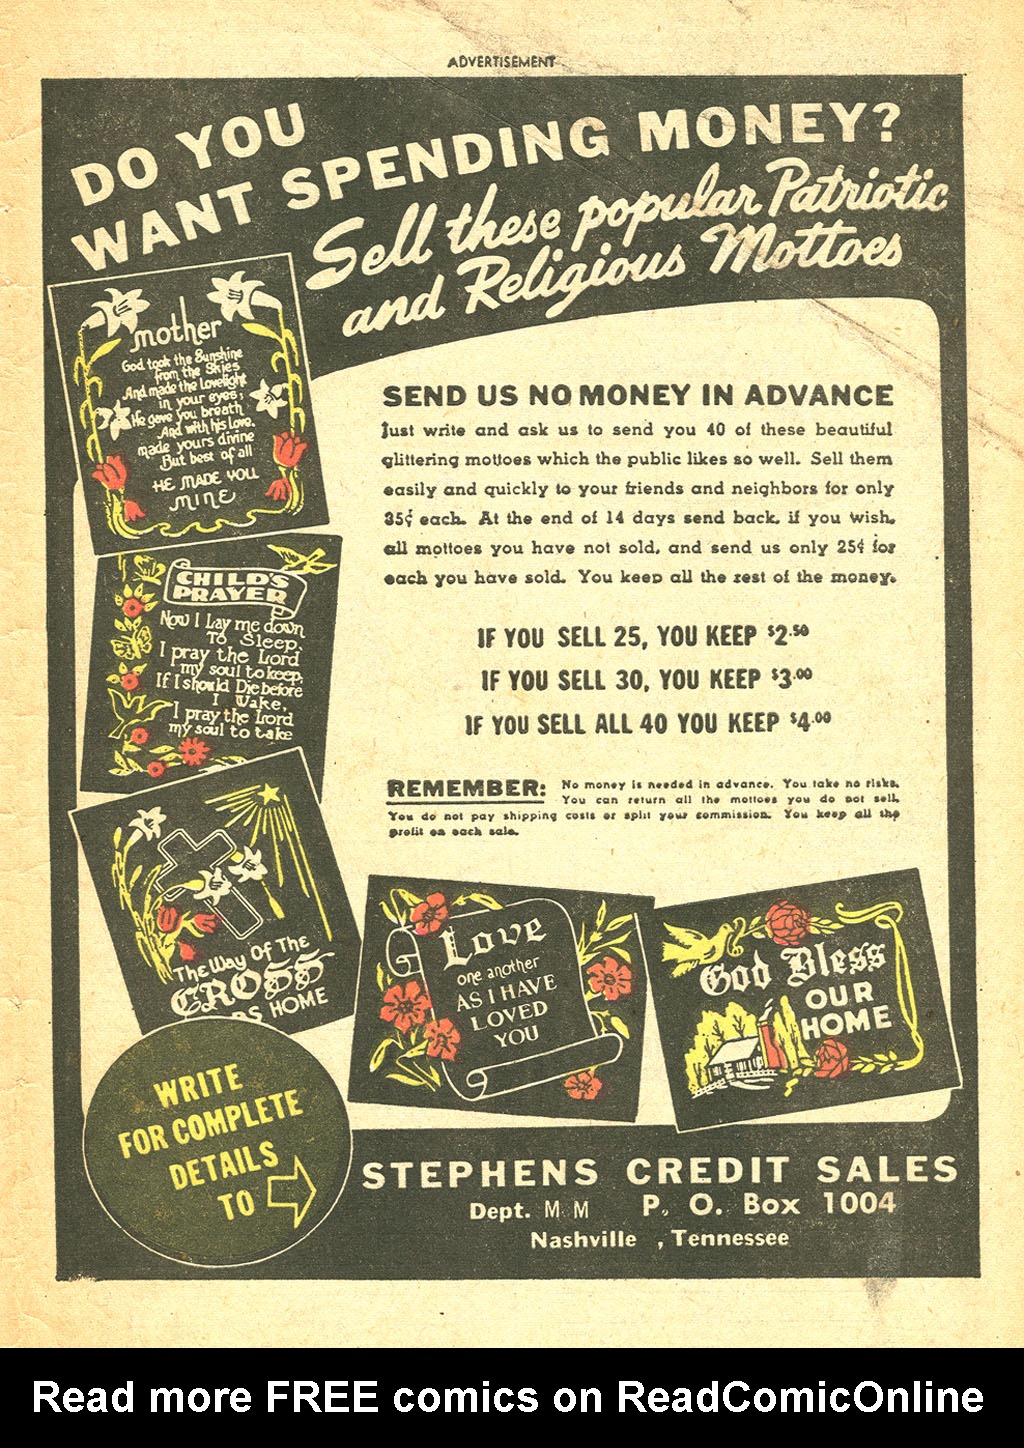 ADVERTISEMENT
DO YOU
WANT SPENDING MONEY?
Sell these popular Patriotic
and Religious Mottoes
mother
God took the Sunshine
from the Skies
And made the Lovelight
in your eyes;
He gave you breath
And with his Love,
made yours divine
But best of all
HE MADE YOU
MINE
CHILD'S
PRAYER
Now I Lay me down
To Sleep,
I pray the Lord
my soul to keep,
If I should Die before
I Wake,
I pray the Lord
my soul to take
The Way Of The
CROSS
HOME
SEND US NO MONEY IN ADVANCE
Just write and ask us to send you 40 of these beautiful
glittering mottoes which the public likes so well. Sell them
easily and quickly to your friends and neighbors for only
35¢ each. At the end of 14 days send back, if you wish,
all mottoes you have not sold, and send us only 25¢ for
each you have sold. You keep all the rest of the money.
IF YOU SELL 25, YOU KEEP $2.50
IF YOU SELL 30, YOU KEEP $3.00
IF YOU SELL ALL 40 YOU KEEP $4.00
REMEMBER: No money is needed in advance. You take no risks.
You can return all the mottoes you do not sell.
You do not pay shipping costs or split your commission. You keep all the
profit on each sale.
Love
one another
AS I HAVE
LOVED
YOU
God Bless
OUR
HOME
WRITE
FOR COMPLETE
DETAILS
TO
STEPHENS CREDIT SALES
Dept. M M P. O. Box 1004
Nashville , Tennessee
Read more FREE comics on ReadComicOnline